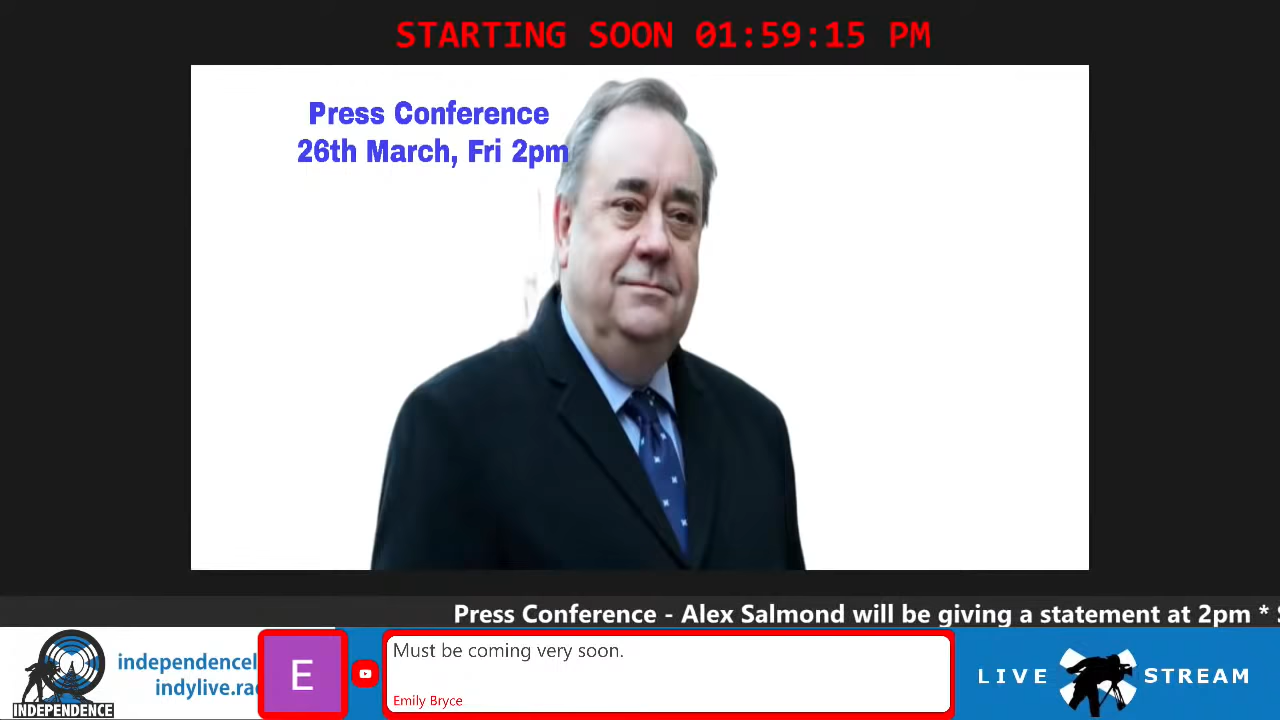 STARTING SOON 01:59:15 PM
Press Conference
26th March, Fri 2pm
Press Conference - Alex Salmond will be giving a statement at 2pm * S
independencel
indylive.rad
INDEPENDENCE
E
Must be coming very soon.
Emily Bryce
LIVE STREAM